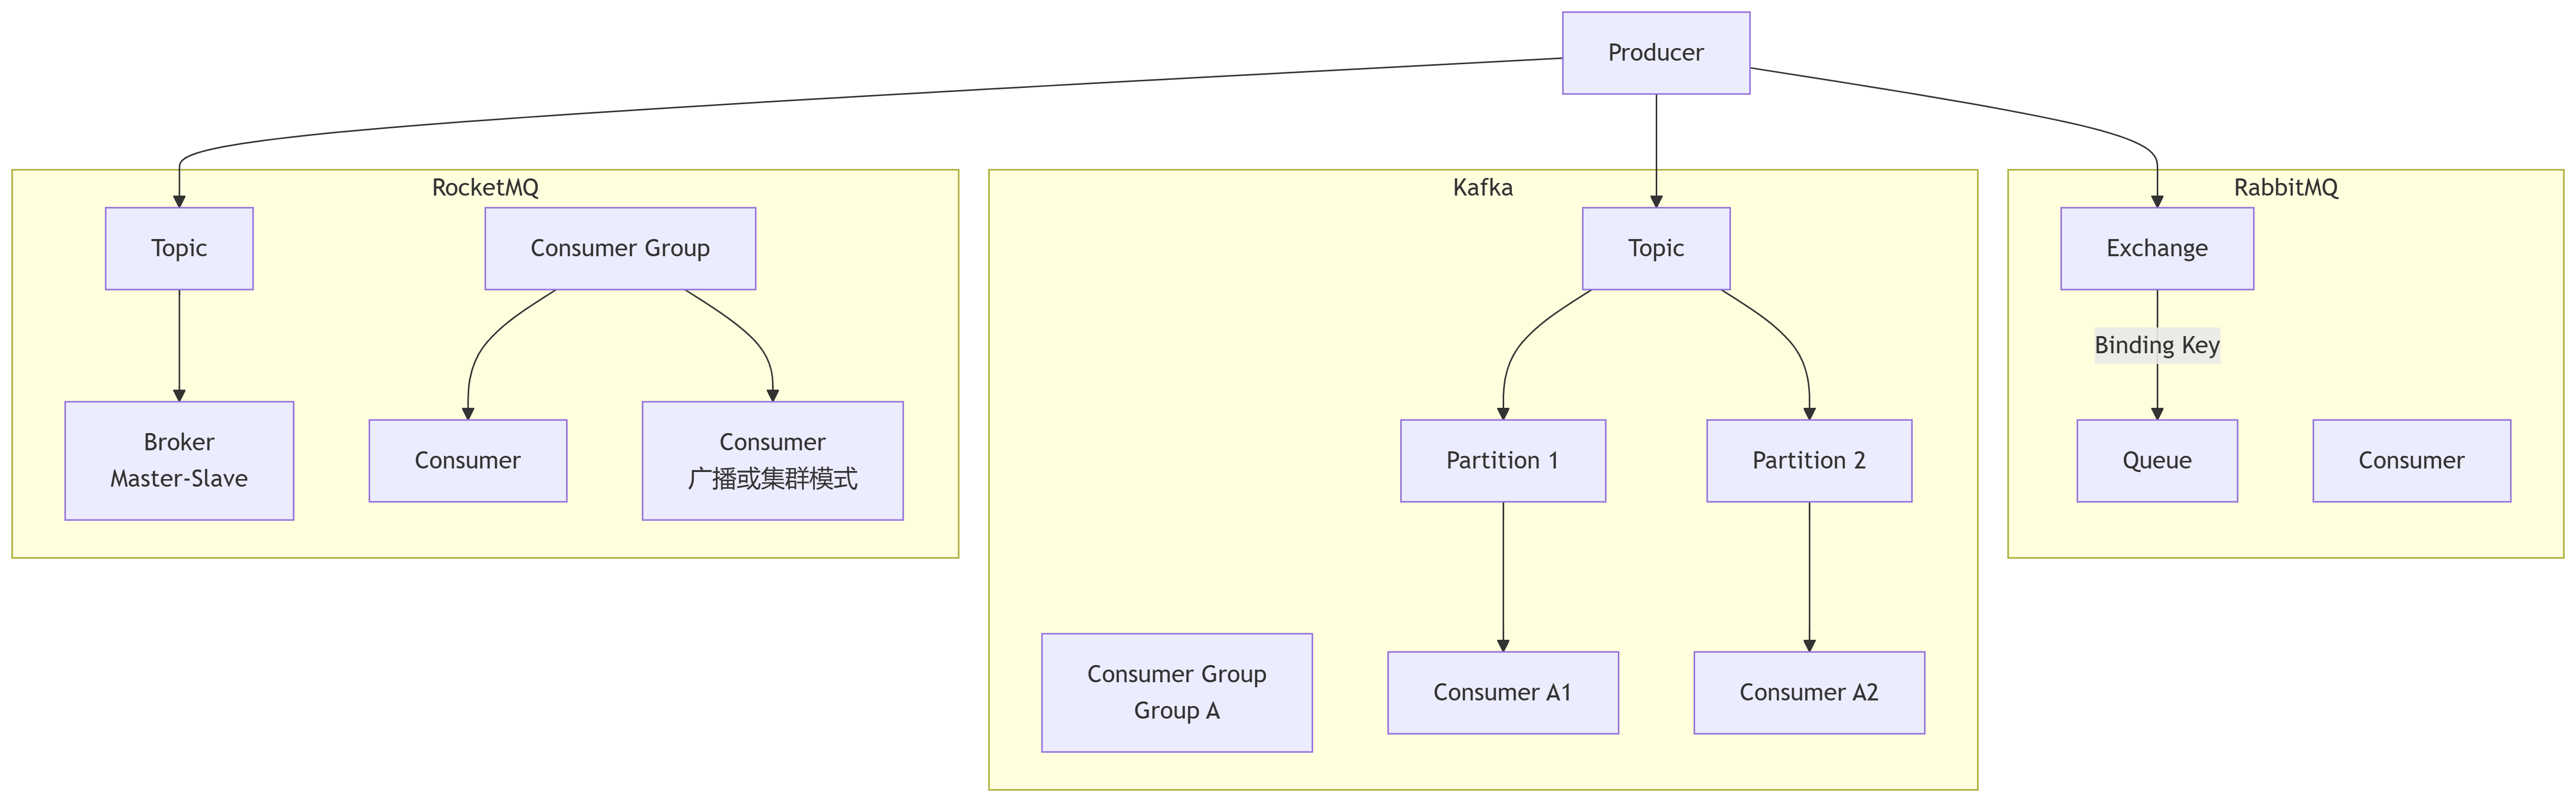 Producer
RocketMQ
Topic
Consumer Group
Broker
Master-Slave
Consumer
Consumer
广播或集群模式
Kafka
Topic
Partition 1
Partition 2
Consumer Group
Group A
Consumer A1
Consumer A2
RabbitMQ
Exchange
Binding Key
Queue
Consumer